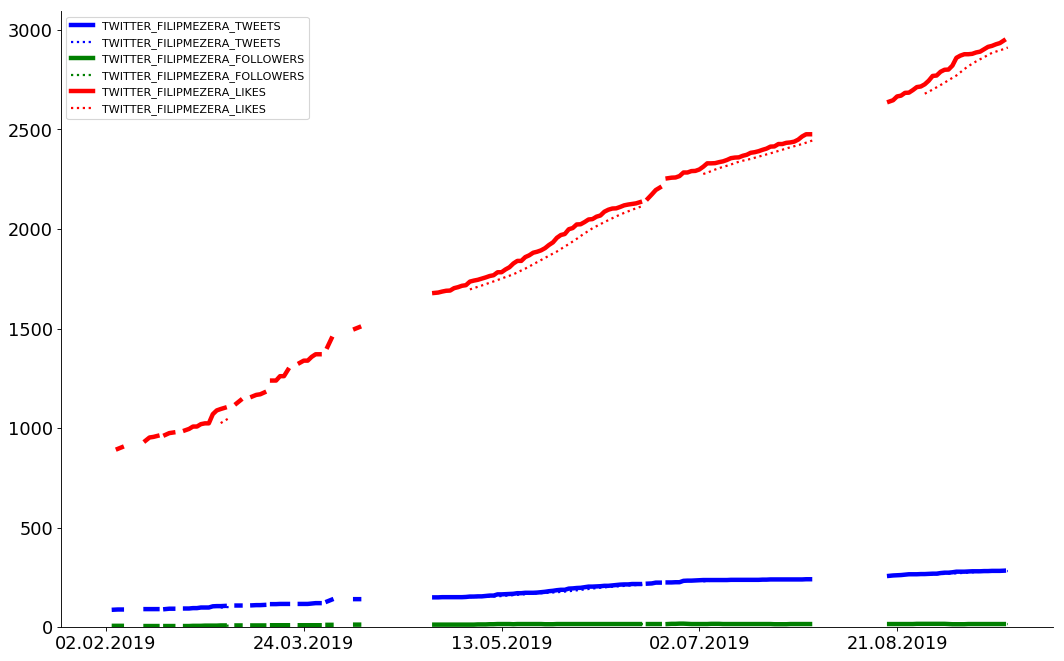 3000
2500
2000
1500
1000
500
0
TWITTER_FILIPMEZERA_TWEETS
TWITTER_FILIPMEZERA_TWEETS
TWITTER_FILIPMEZERA_FOLLOWERS
TWITTER_FILIPMEZERA_FOLLOWERS
TWITTER_FILIPMEZERA_LIKES
TWITTER_FILIPMEZERA_LIKES
02.02.2019 24.03.2019 13.05.2019 02.07.2019 21.08.2019